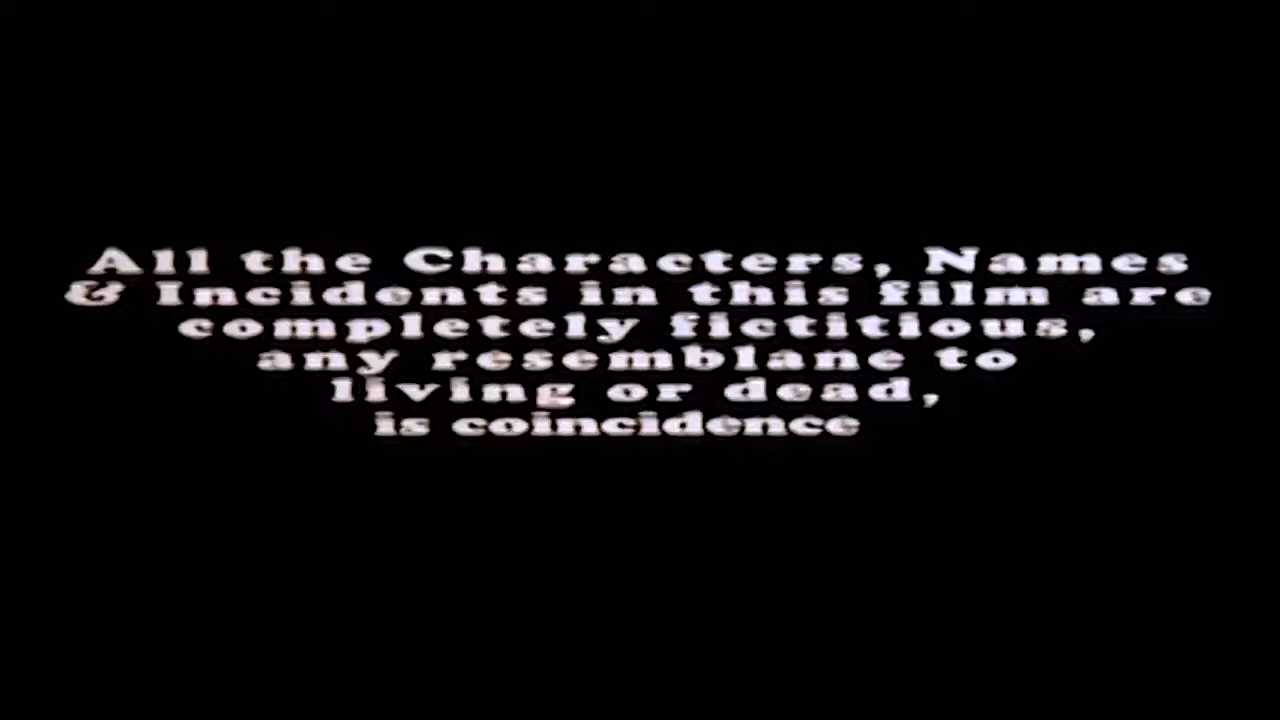 All the Characters, Names
& Incidents in this film are
completely fictitious,
any resemblane to
living or dead,
is coincidence